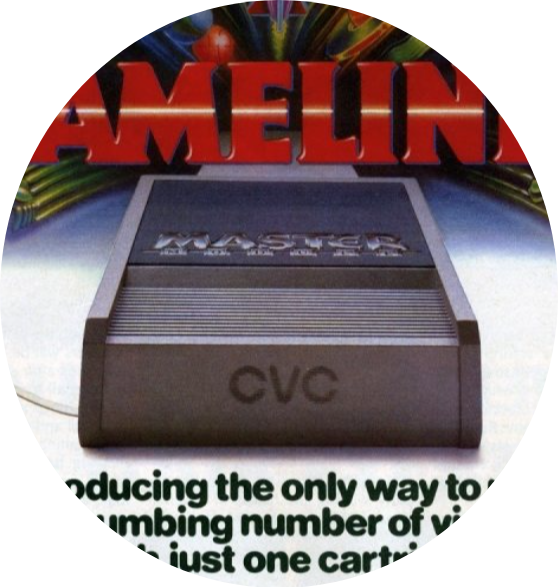 AMELIN
MASTER
CVC
oducing the only way to
umbing number of vi
just one cartri